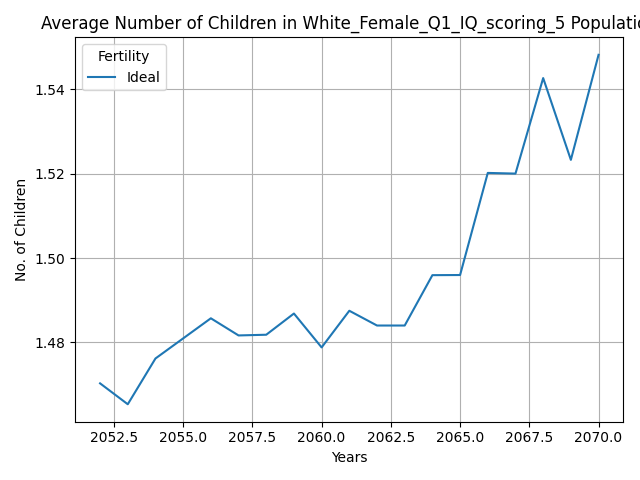 Average Number of Children in White_Female_Q1_IQ_scoring_5 Populatio
Fertility
Ideal
1.54
1.52
1.50
1.48
No. of Children
2052.5 2055.0 2057.5 2060.0 2062.5 2065.0 2067.5 2070.0
Years